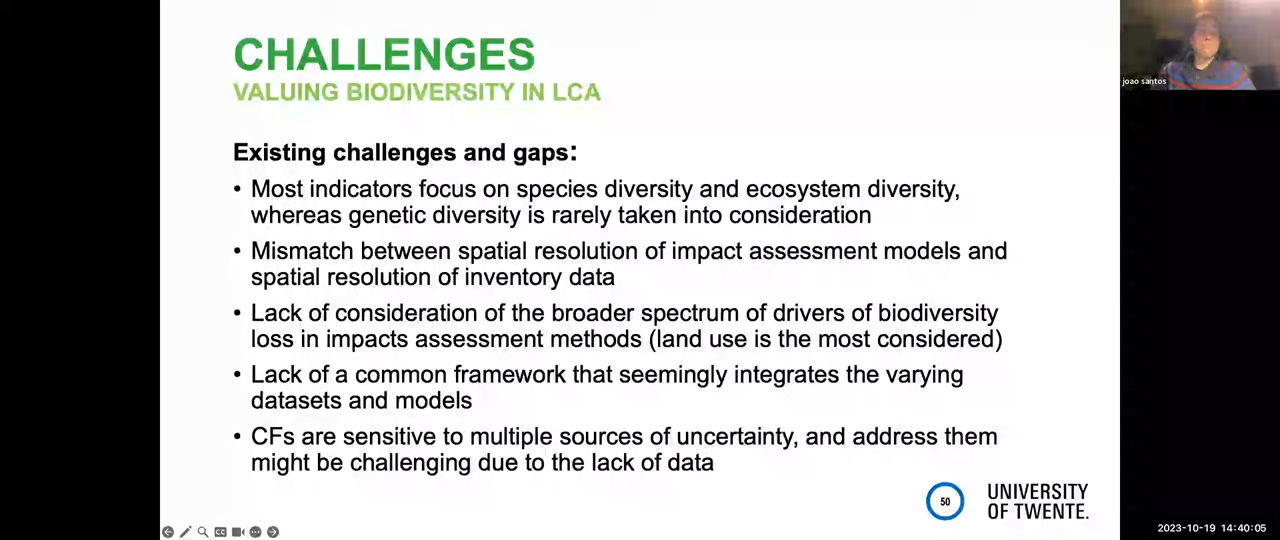 CHALLENGES
VALUING BIODIVERSITY IN LCA
Existing challenges and gaps:
• Most indicators focus on species diversity and ecosystem diversity,
whereas genetic diversity is rarely taken into consideration
• Mismatch between spatial resolution of impact assessment models and
spatial resolution of inventory data
• Lack of consideration of the broader spectrum of drivers of biodiversity
loss in impacts assessment methods (land use is the most considered)
• Lack of a common framework that seemingly integrates the varying
datasets and models
• CFs are sensitive to multiple sources of uncertainty, and address them
might be challenging due to the lack of data
50
UNIVERSITY
OF TWENTE.
joao santos
CC
2023-10-19 14:40:05